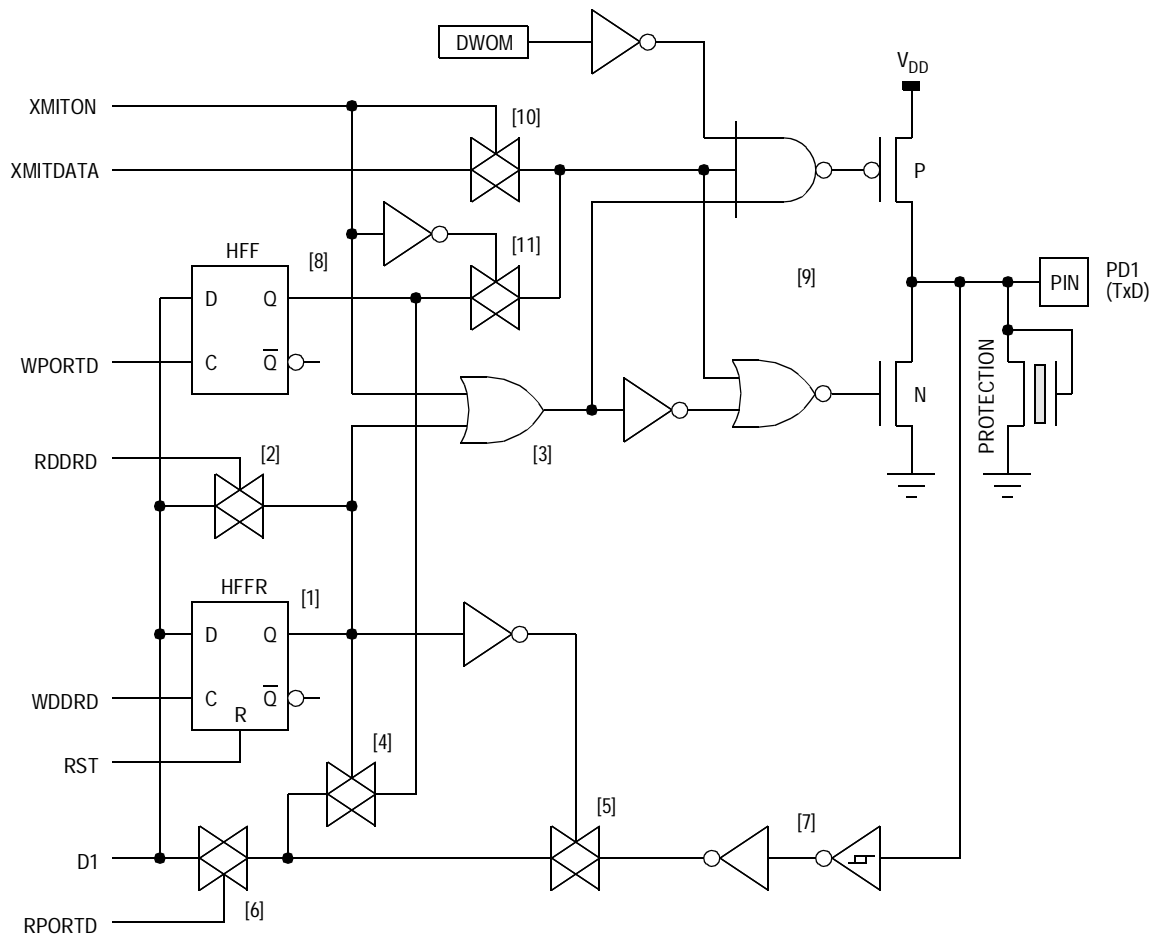 DWOM
V_DD
XMITON
[10]
XMITDATA
P
[11]
HFF
[8]
[9]
PIN
PD1
(TxD)
D
Q
WPORTD
C
Q̅
PROTECTION
N
RDDRD
[2]
[3]
HFFR
[1]
D
Q
WDDRD
C
Q̅
R
RST
[4]
[5]
[7]
D1
[6]
RPORTD